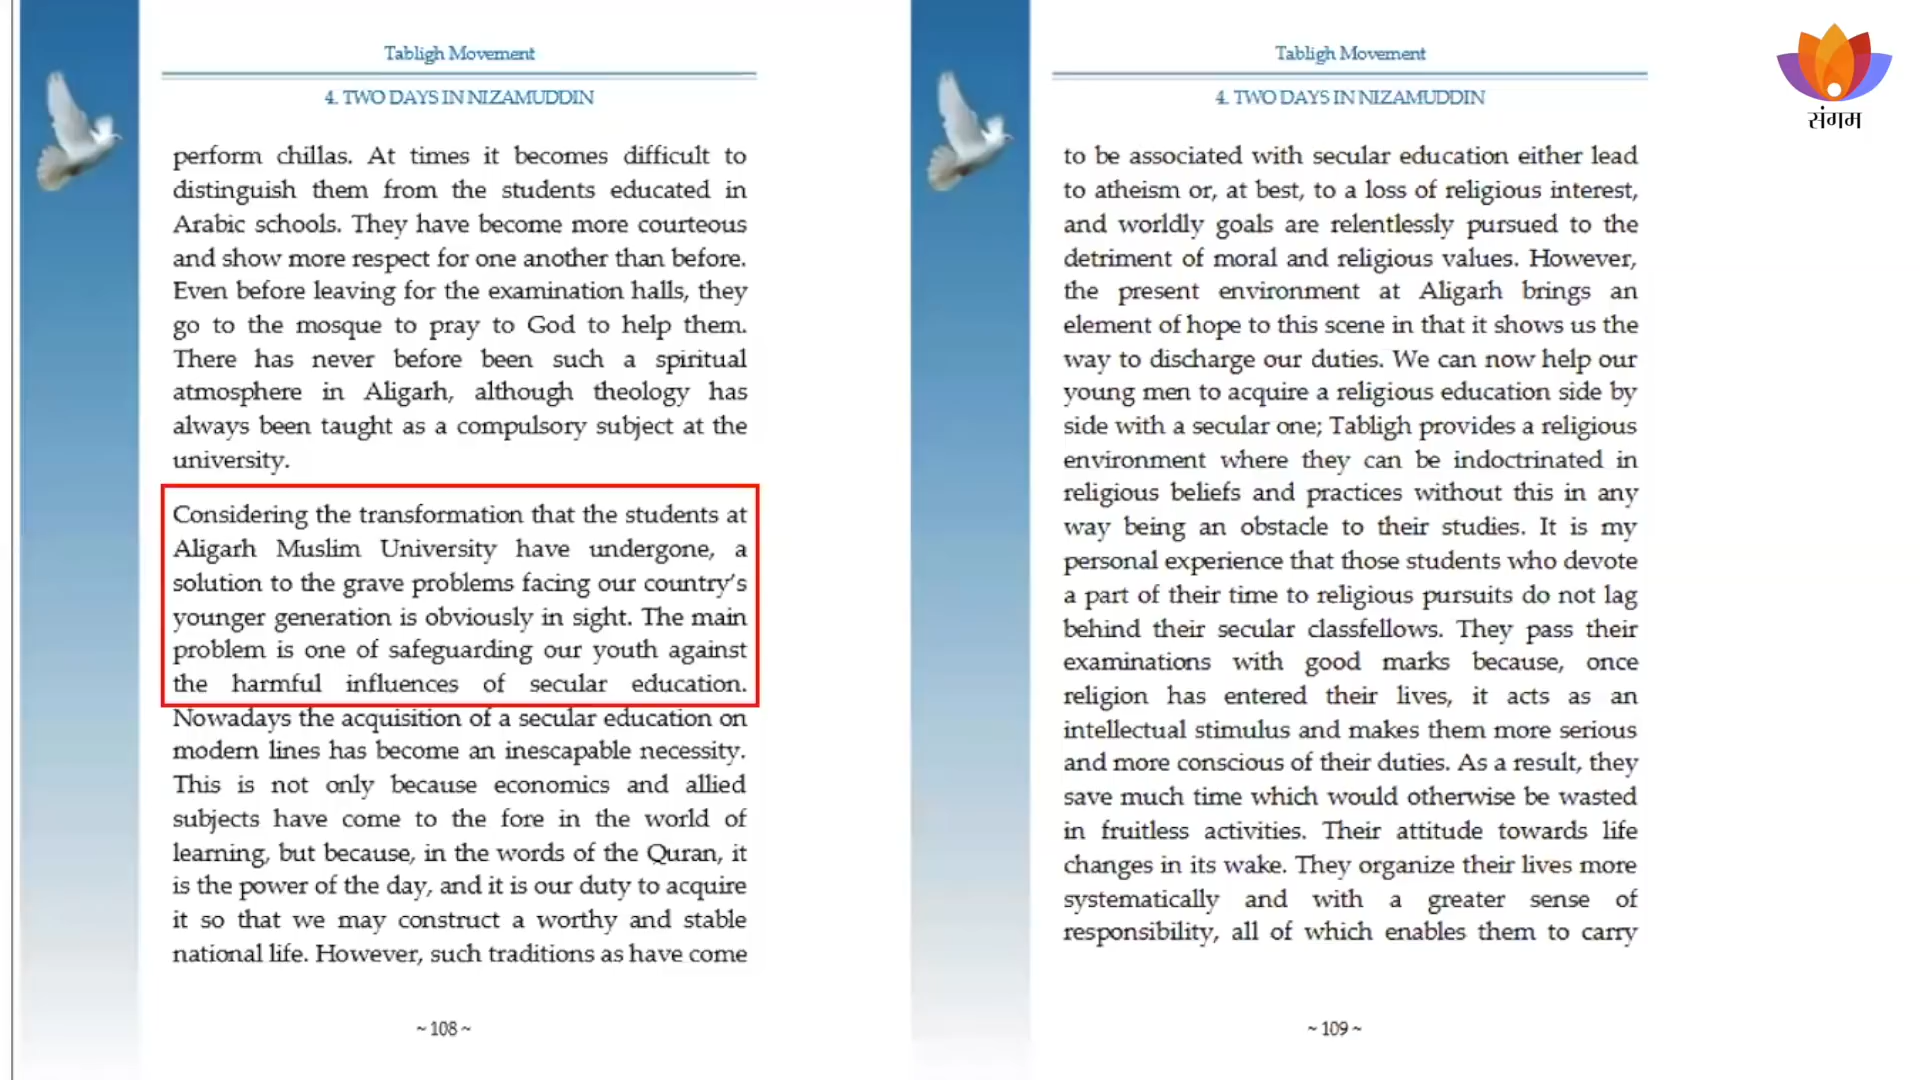 Tabligh Movement
4. TWO DAYS IN NIZAMUDDIN
perform chillas. At times it becomes difficult to
distinguish them from the students educated in
Arabic schools. They have become more courteous
and show more respect for one another than before.
Even before leaving for the examination halls, they
go to the mosque to pray to God to help them.
There has never before been such a spiritual
atmosphere in Aligarh, although theology has
always been taught as a compulsory subject at the
university.
Considering the transformation that the students at
Aligarh Muslim University have undergone, a
solution to the grave problems facing our country's
younger generation is obviously in sight. The main
problem is one of safeguarding our youth against
the harmful influences of secular education.
Nowadays the acquisition of a secular education on
modern lines has become an inescapable necessity.
This is not only because economics and allied
subjects have come to the fore in the world of
learning, but because, in the words of the Quran, it
is the power of the day, and it is our duty to acquire
it so that we may construct a worthy and stable
national life. However, such traditions as have come
~ 108 ~
Tabligh Movement
4. TWO DAYS IN NIZAMUDDIN
to be associated with secular education either lead
to atheism or, at best, to a loss of religious interest,
and worldly goals are relentlessly pursued to the
detriment of moral and religious values. However,
the present environment at Aligarh brings an
element of hope to this scene in that it shows us the
way to discharge our duties. We can now help our
young men to acquire a religious education side by
side with a secular one; Tabligh provides a religious
environment where they can be indoctrinated in
religious beliefs and practices without this in any
way being an obstacle to their studies. It is my
personal experience that those students who devote
a part of their time to religious pursuits do not lag
behind their secular classfellows. They pass their
examinations with good marks because, once
religion has entered their lives, it acts as an
intellectual stimulus and makes them more serious
and more conscious of their duties. As a result, they
save much time which would otherwise be wasted
in fruitless activities. Their attitude towards life
changes in its wake. They organize their lives more
systematically and with a greater sense of
responsibility, all of which enables them to carry
~ 109 ~
संगम